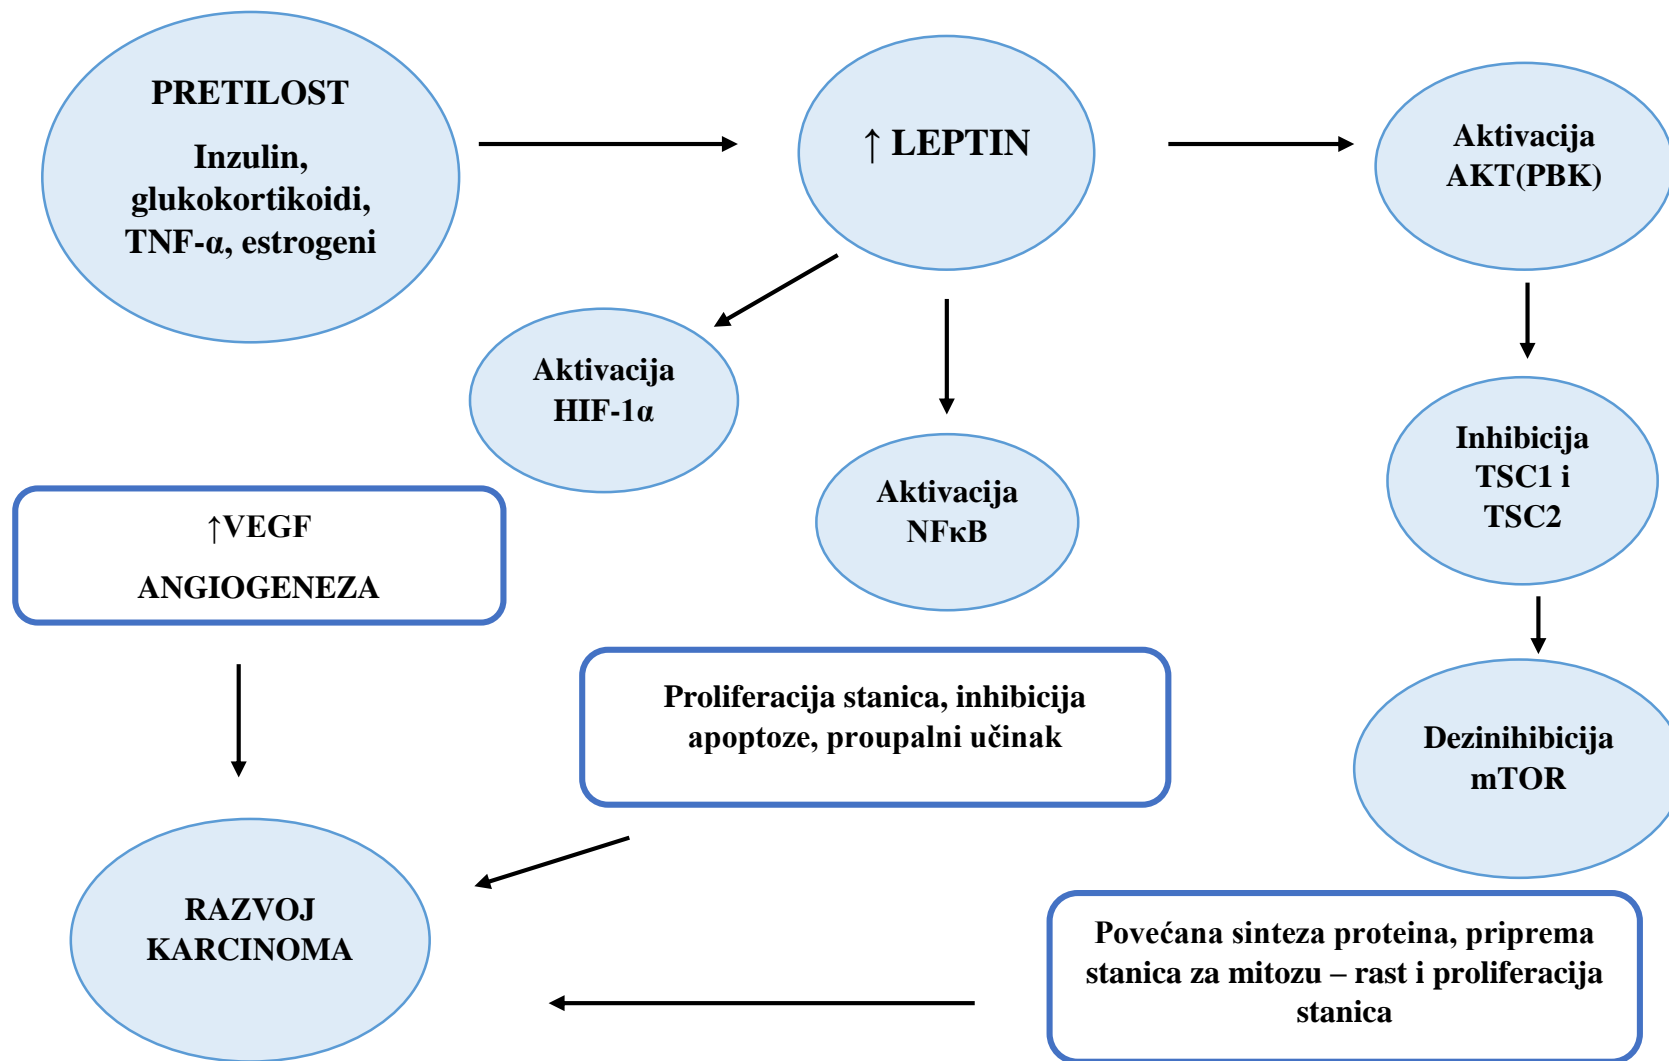 PRETILOST
Inzulin,
glukokortikoidi,
TNF-α, estrogeni
↑ LEPTIN
Aktivacija
AKT(PBK)
Aktivacija
HIF-1α
Aktivacija
NFκB
Inhibicija
TSC1 i
TSC2
↑VEGF
ANGIOGENEZA
Proliferacija stanica, inhibicija
apoptoze, proupalni učinak
Dezinihibicija
mTOR
RAZVOJ
KARCINOMA
Povećana sinteza proteina, priprema
stanica za mitozu – rast i proliferacija
stanica